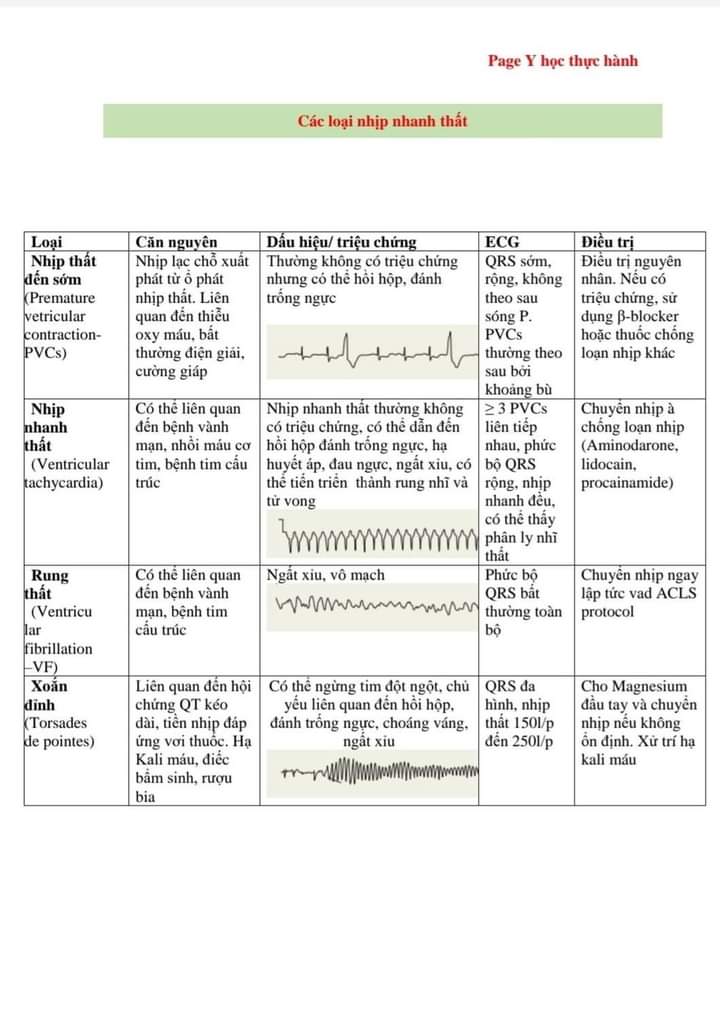 Page Y học thực hành
Các loại nhịp nhanh thất
Loại
Căn nguyên
Dấu hiệu/ triệu chứng
ECG
Điều trị
Nhịp thất
đến sớm
(Premature
vetricular
contraction-
PVCs)
Nhịp lạc chỗ xuất
phát từ ổ phát
nhịp thất. Liên
quan đến thiếu
oxy máu, bất
thường điện giải,
cường giáp
Thường không có triệu chứng
nhưng có thể hồi hộp, đánh
trống ngực
QRS sớm,
rộng, không
theo sau
sóng P.
PVCs
thường theo
sau bởi
khoảng bù
Điều trị nguyên
nhân. Nếu có
triệu chứng, sử
dụng β-blocker
hoặc thuốc chống
loạn nhịp khác
Nhịp
nhanh
thất
(Ventricular
tachycardia)
Có thể liên quan
đến bệnh vành
mạn, nhồi máu cơ
tim, bệnh tim cấu
trúc
Nhịp nhanh thất thường không
có triệu chứng, có thể dẫn đến
hồi hộp đánh trống ngực, hạ
huyết áp, đau ngực, ngất xiu, có
thể tiến triển thành rung nhĩ và
tử vong
≥ 3 PVCs
liên tiếp
nhau, phức
bộ QRS
rộng, nhịp
nhanh đều,
có thể thấy
phân ly nhĩ
thất
Chuyển nhịp à
chống loạn nhịp
(Aminodarone,
lidocain,
procainamide)
Rung
thất
(Ventricu
lar
fibrillation
–VF)
Có thể liên quan
đến bệnh vành
mạn, bệnh tim
cấu trúc
Ngất xiu, vô mạch
Phức bộ
QRS bất
thường toàn
bộ
Chuyển nhịp ngay
lập tức vad ACLS
protocol
Xoắn
đỉnh
(Torsades
de pointes)
Liên quan đến hội
chứng QT kéo
dài, tiền nhịp đáp
ứng vơi thuốc. Hạ
Kali máu, điếc
bẩm sinh, rượu
bia
Có thể ngừng tim đột ngột, chủ
yếu liên quan đến hồi hộp,
đánh trống ngực, choáng váng,
ngất xiu
QRS đa
hình, nhịp
thất 150l/p
đến 250l/p
Cho Magnesium
đầu tay và chuyển
nhịp nếu không
ổn định. Xử trí hạ
kali máu